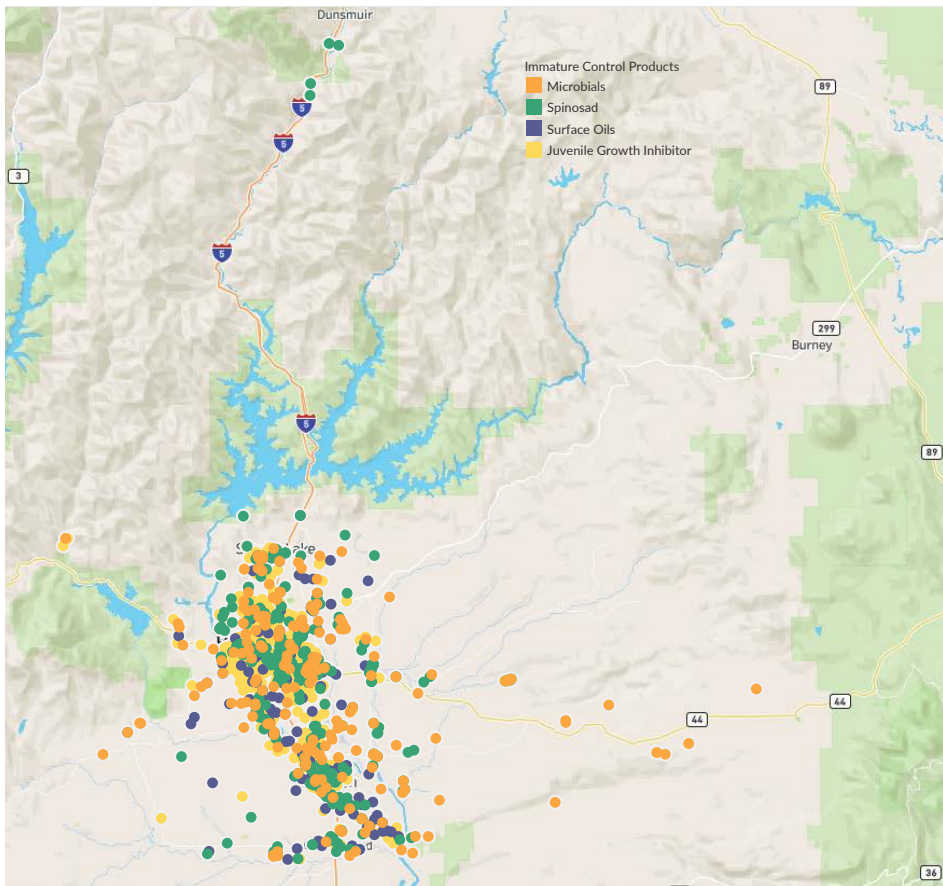 Dunsmuir
Immature Control Products
Microbials
Spinosad
Surface Oils
Juvenile Growth Inhibitor
89
5
5
3
5
299
Burney
5
89
44
44
36